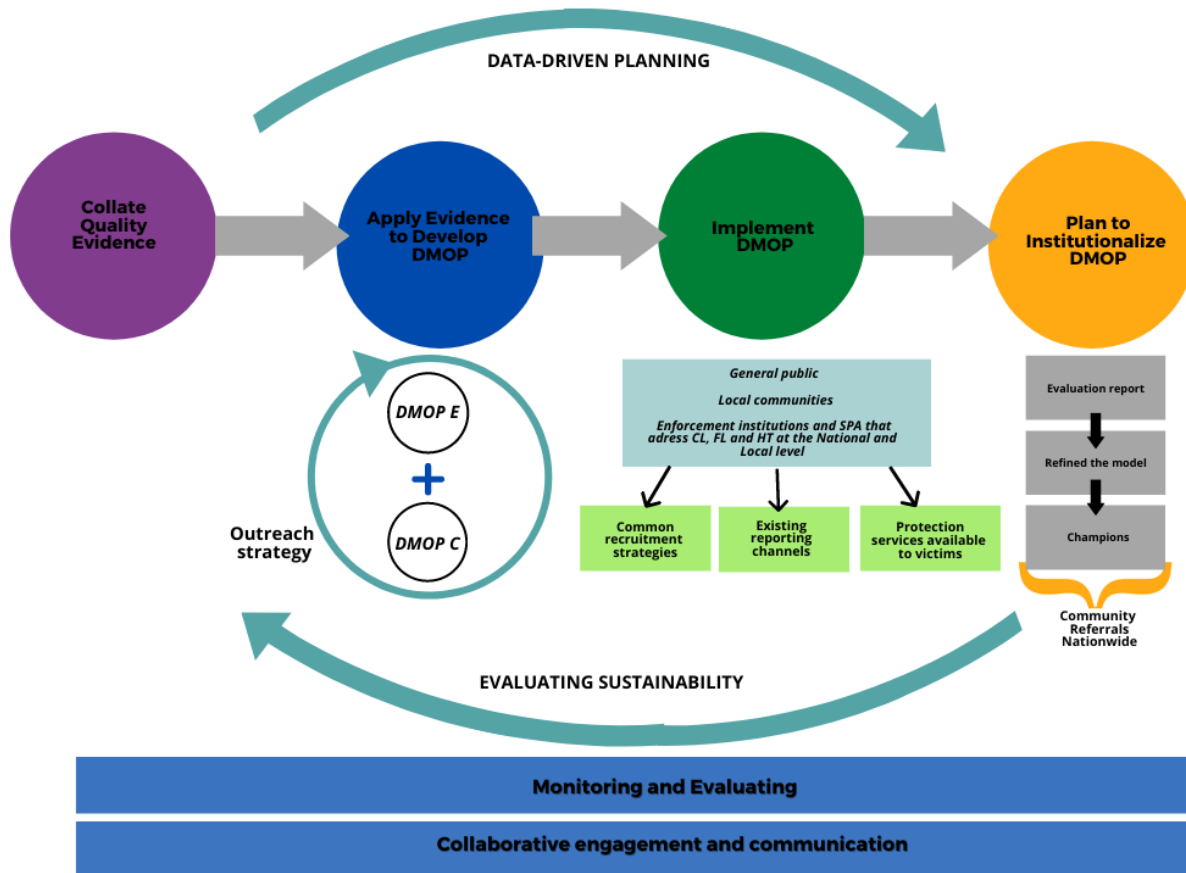 DATA-DRIVEN PLANNING
Collate
Quality
Evidence
Apply Evidence
to Develop
DMOP
Implement
DMOP
Plan to
Institutionalize
DMOP
DMOP E
+
DMOP C
Outreach
strategy
General public
Local communities
Enforcement institutions and SPA that
adress CL, FL and HT at the National and
Local level
Common
recruitment
strategies
Existing
reporting
channels
Protection
services available
to victims
Evaluation report
Refined the model
Champions
Community
Referrals
Nationwide
EVALUATING SUSTAINABILITY
Monitoring and Evaluating
Collaborative engagement and communication